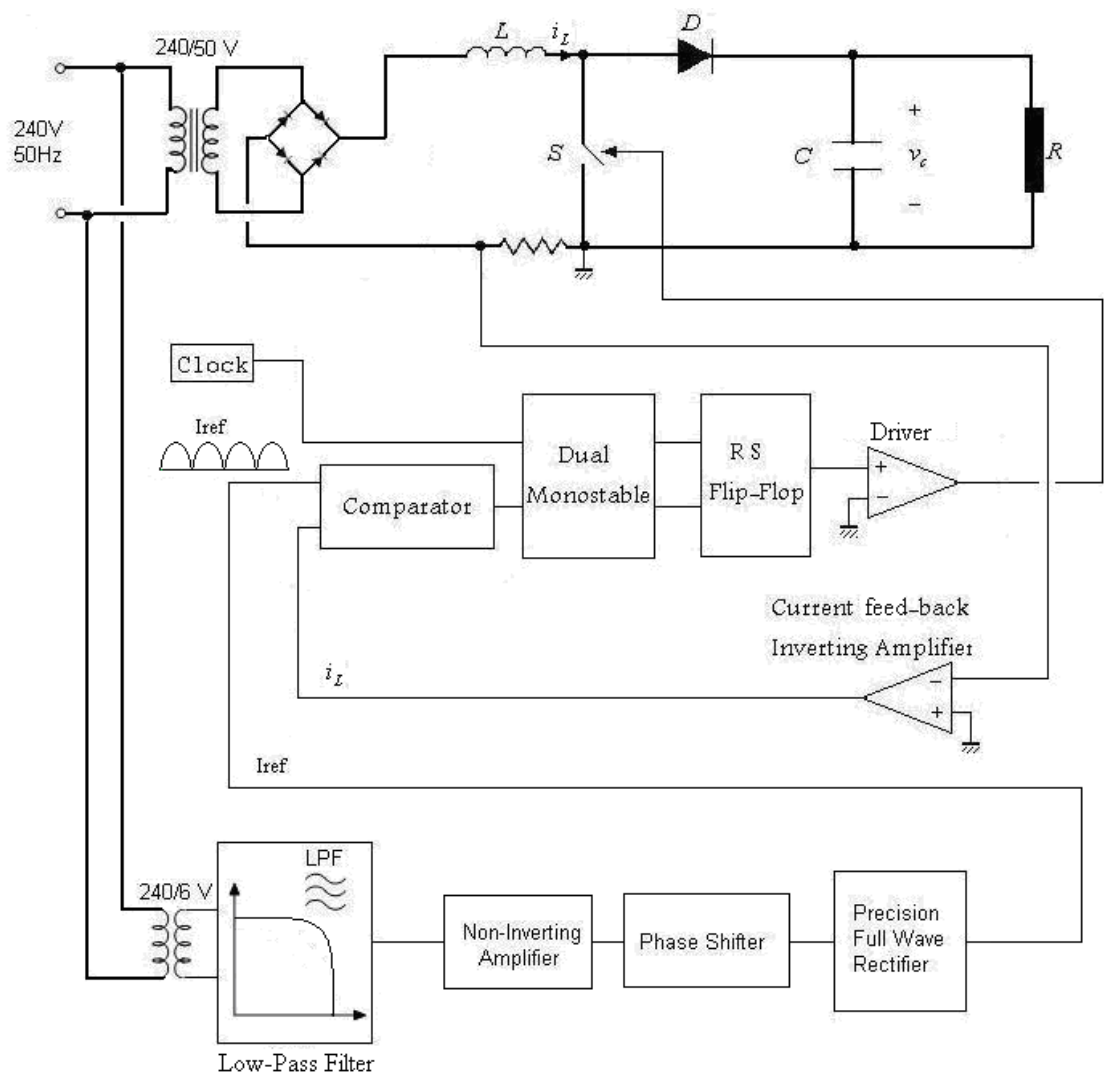 240/50 V
L
i_L
D
240V
50Hz
S
C
+
v_c
−
R
Clock
Iref
Dual
Monostable
RS
Flip-Flop
Driver
+
−
Comparator
Current feed-back
Inverting Amplifier
−
+
i_L
Iref
240/6 V
LPF
Non-Inverting
Amplifier
Phase Shifter
Precision
Full Wave
Rectifier
Low-Pass Filter